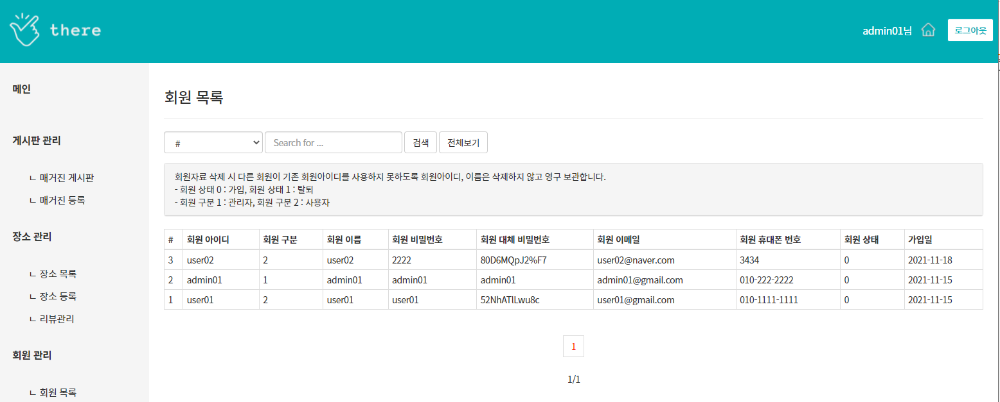 there
admin01님
로그아웃
메인
게시판 관리
ㄴ 매거진 게시판
ㄴ 매거진 등록
장소 관리
ㄴ 장소 목록
ㄴ 장소 등록
ㄴ 리뷰관리
회원 관리
ㄴ 회원 목록
회원 목록
# Search for ... 검색 전체보기
회원자료 삭제 시 다른 회원이 기존 회원아이디를 사용하지 못하도록 회원아이디, 이름은 삭제하지 않고 영구 보관합니다.
- 회원 상태 0 : 가입, 회원 상태 1 : 탈퇴
- 회원 구분 1 : 관리자, 회원 구분 2 : 사용자
# 회원 아이디 회원 구분 회원 이름 회원 비밀번호 회원 대체 비밀번호 회원 이메일 회원 휴대폰 번호 회원 상태 가입일
3 user02 2 user02 2222 80D6MQpJ2%F7 user02@naver.com 3434 0 2021-11-18
2 admin01 1 admin01 admin01 admin01 admin01@gmail.com 010-222-2222 0 2021-11-15
1 user01 2 user01 user01 52NhATlLwu8c user01@gmail.com 010-1111-1111 0 2021-11-15
1
1/1